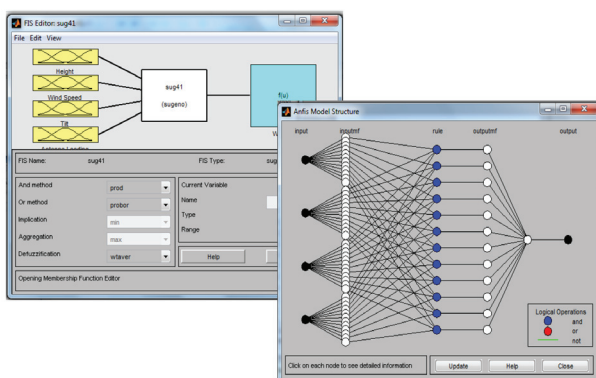 FIS Editor: sug41
File Edit View
Height
Wind Speed
Tilt
sug41
(sugeno)
f(u)
FIS Name: sug41 FIS Type: sug
And method prod
Or method probor
Implication min
Aggregation max
Defuzzification wtaver
Current Variable
Name
Type
Range
Help
Opening Membership Function Editor
Anfis Model Structure
input inputmf rule outputmf output
Logical Operations
and
or
not
Click on each node to see detailed information Update Help Close